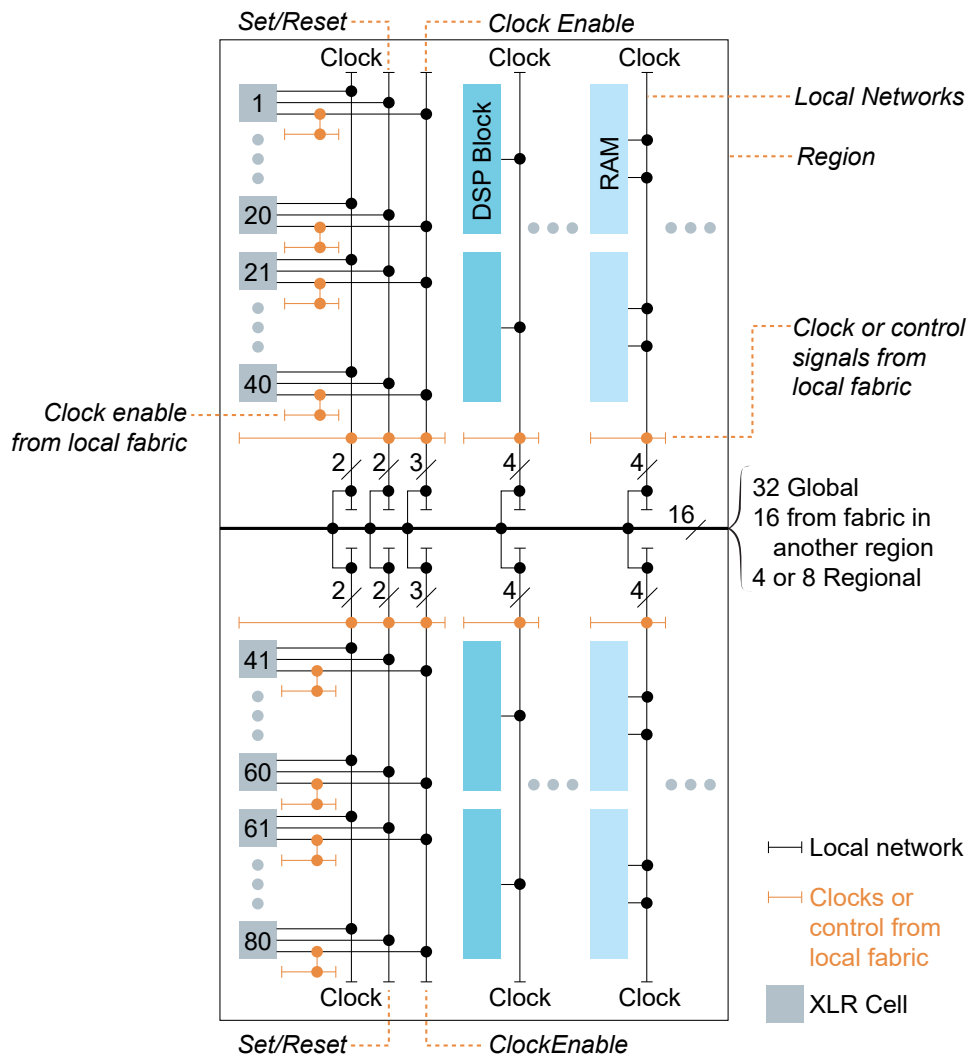 Set/Reset
Clock Enable
Clock
Clock
Clock
1
DSP Block
RAM
Local Networks
Region
20
21
40
Clock or control
signals from
local fabric
Clock enable
from local fabric
2
2
3
4
4
16
32 Global
16 from fabric in
another region
4 or 8 Regional
2
2
3
4
4
41
60
61
80
Local network
Clocks or
control from
local fabric
XLR Cell
Clock
Clock
Clock
Set/Reset
ClockEnable